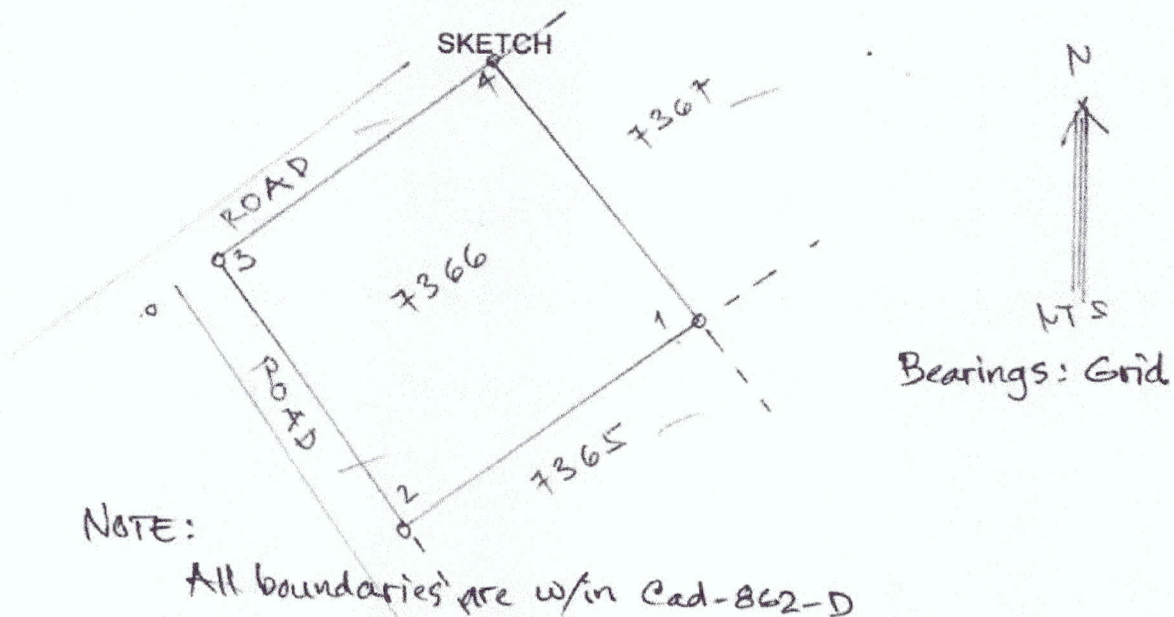 SKETCH
N
4
7367
ROAD
3
7366
1
NTS
Bearings: Grid
ROAD
7365
2
NOTE:
All boundaries are w/in Cad-862-D